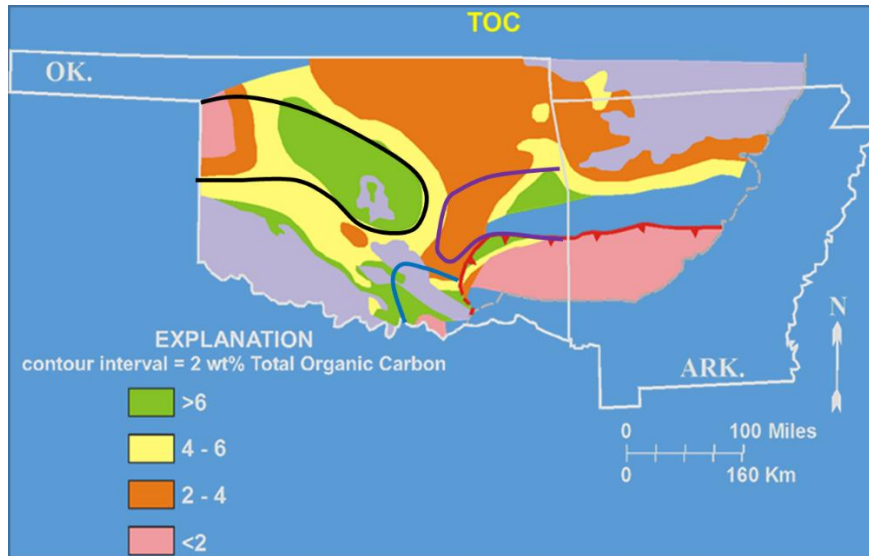 TOC
OK.
EXPLANATION
contour interval = 2 wt% Total Organic Carbon
>6
4 - 6
2 - 4
<2
ARK.
N
0 100 Miles
0 160 Km